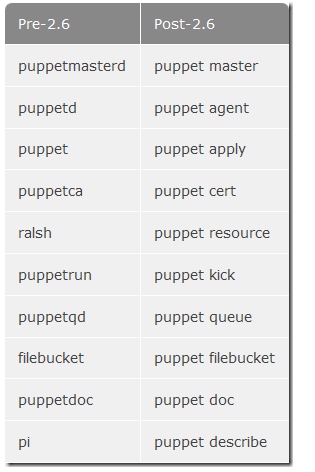 Pre-2.6 Post-2.6
puppetmasterd puppet master
puppetd puppet agent
puppet puppet apply
puppetca puppet cert
ralsh puppet resource
puppetrun puppet kick
puppetqd puppet queue
filebucket puppet filebucket
puppetdoc puppet doc
pi puppet describe